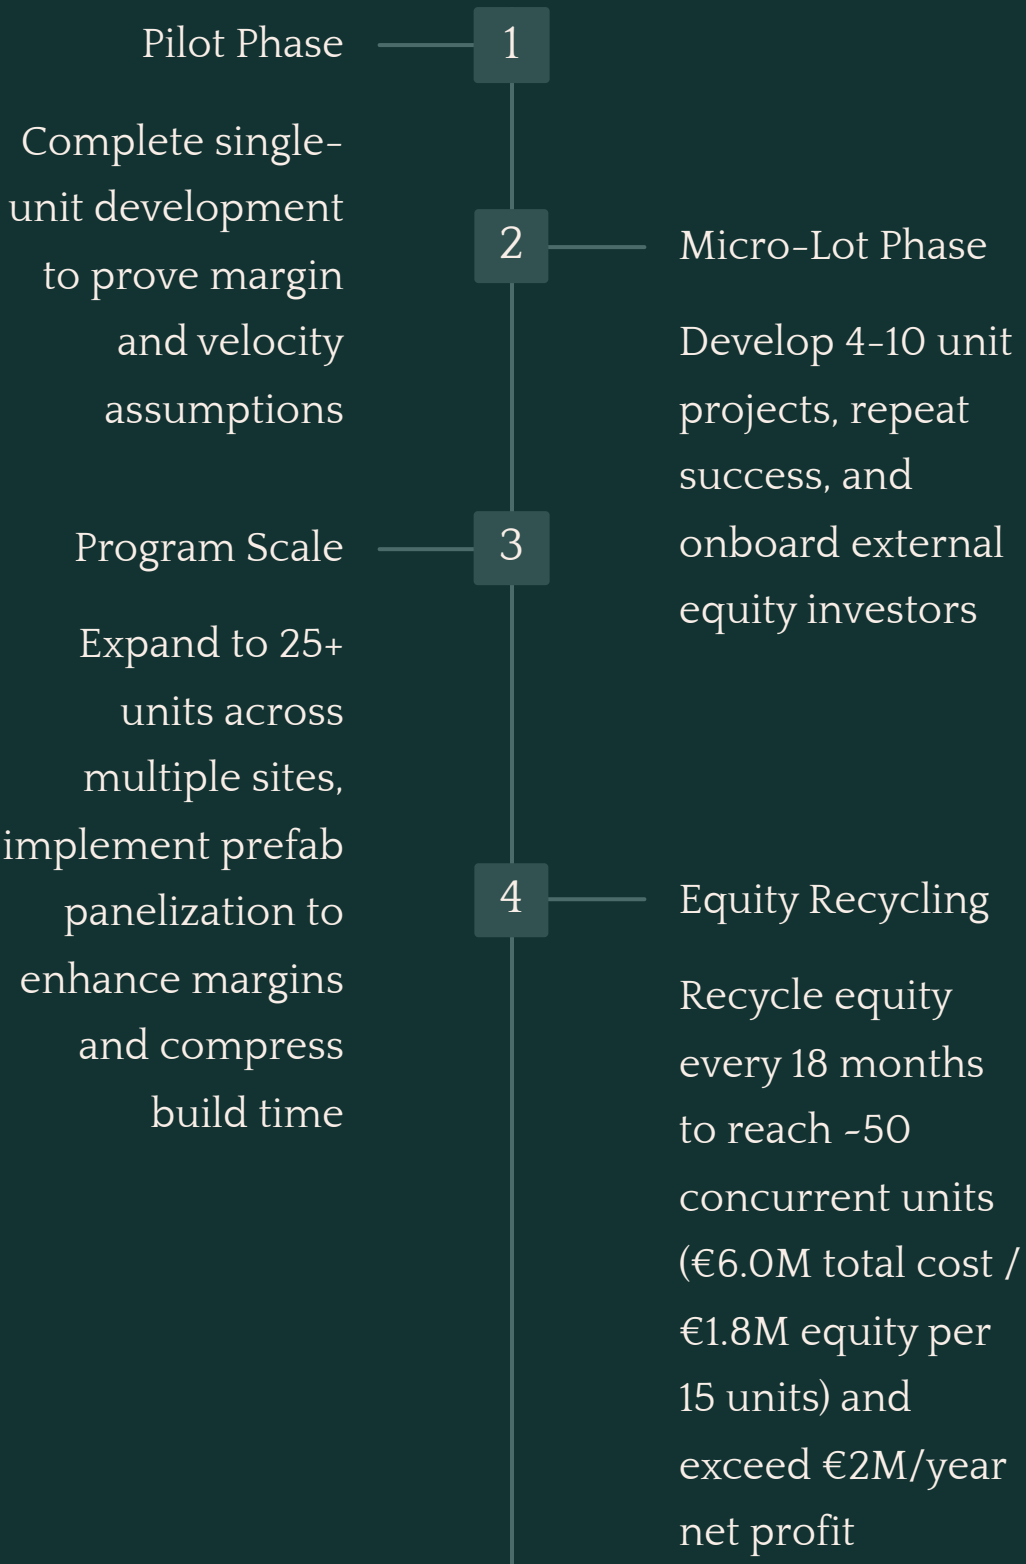 1
Pilot Phase
Complete single-
unit development
to prove margin
and velocity
assumptions
2
Micro-Lot Phase
Develop 4-10 unit
projects, repeat
success, and
onboard external
equity investors
3
Program Scale
Expand to 25+
units across
multiple sites,
implement prefab
panelization to
enhance margins
and compress
build time
4
Equity Recycling
Recycle equity
every 18 months
to reach ~50
concurrent units
(€6.0M total cost /
€1.8M equity per
15 units) and
exceed €2M/year
net profit